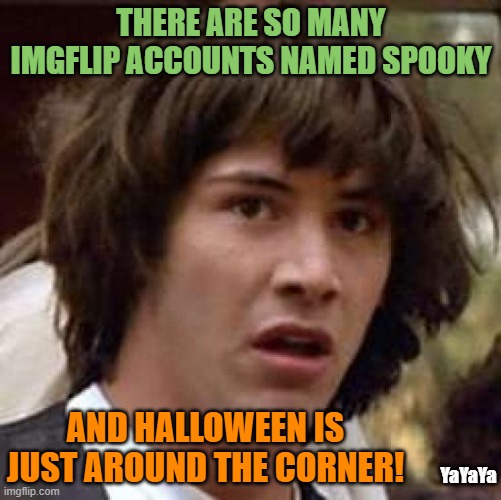 THERE ARE SO MANY
IMGFLIP ACCOUNTS NAMED SPOOKY
AND HALLOWEEN IS
JUST AROUND THE CORNER!
YaYaYa
imgflip.com